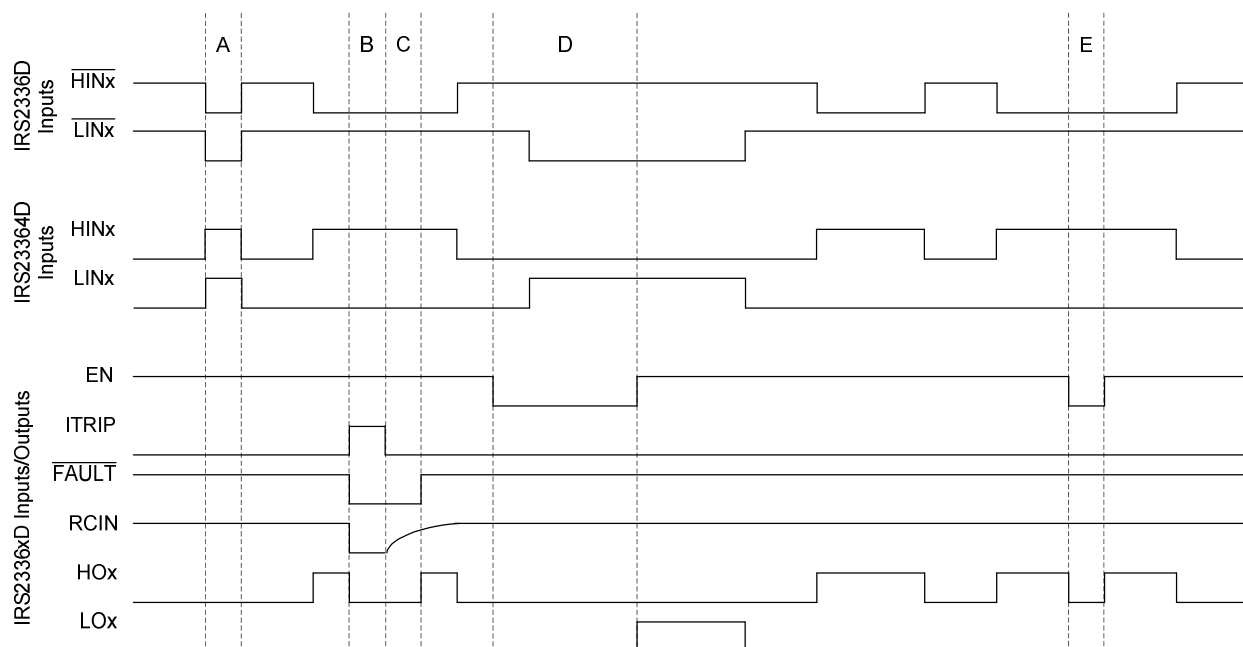 A B C D E
IRS2336D
Inputs
HINx
LINx
IRS23364D
Inputs
HINx
LINx
IRS2336xD Inputs/Outputs
EN
ITRIP
FAULT
RCIN
HOx
LOx